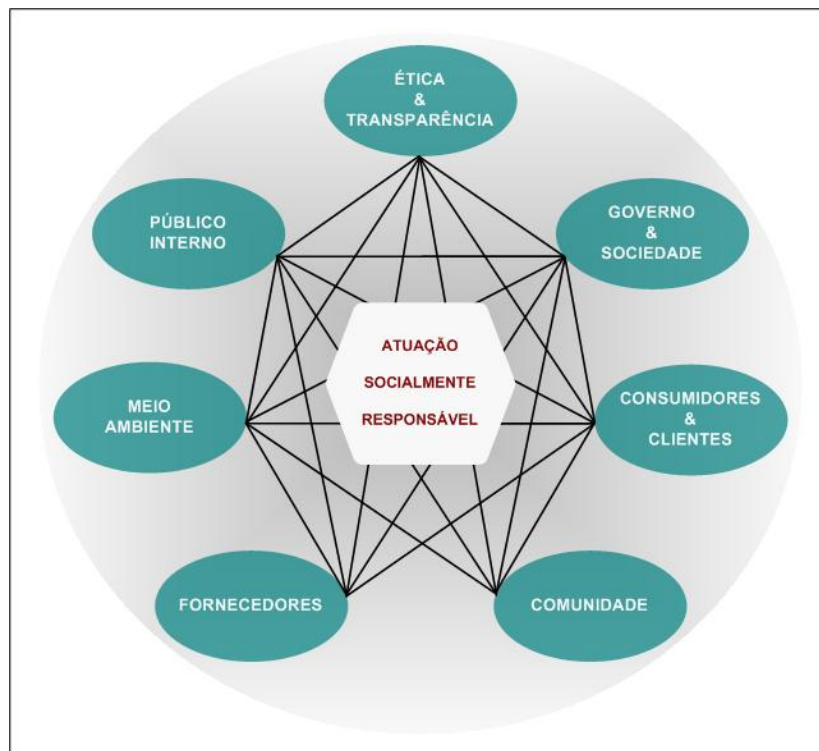 ÉTICA
&
TRANSPARÊNCIA
PÚBLICO
INTERNO
GOVERNO
&
SOCIEDADE
ATUAÇÃO
SOCIALMENTE
RESPONSÁVEL
MEIO
AMBIENTE
CONSUMIDORES
&
CLIENTES
FORNECEDORES
COMUNIDADE